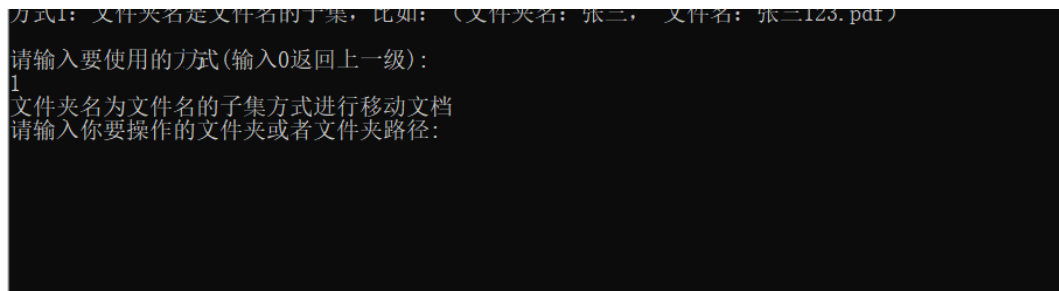 方式1: 文件夹名是文件名的子集，比如: （文件夹名: 张三， 文件名: 张三123.pdf）
请输入要使用的方式(输入0返回上一级):
1
文件夹名为文件名的子集方式进行移动文档
请输入你要操作的文件夹或者文件夹路径: